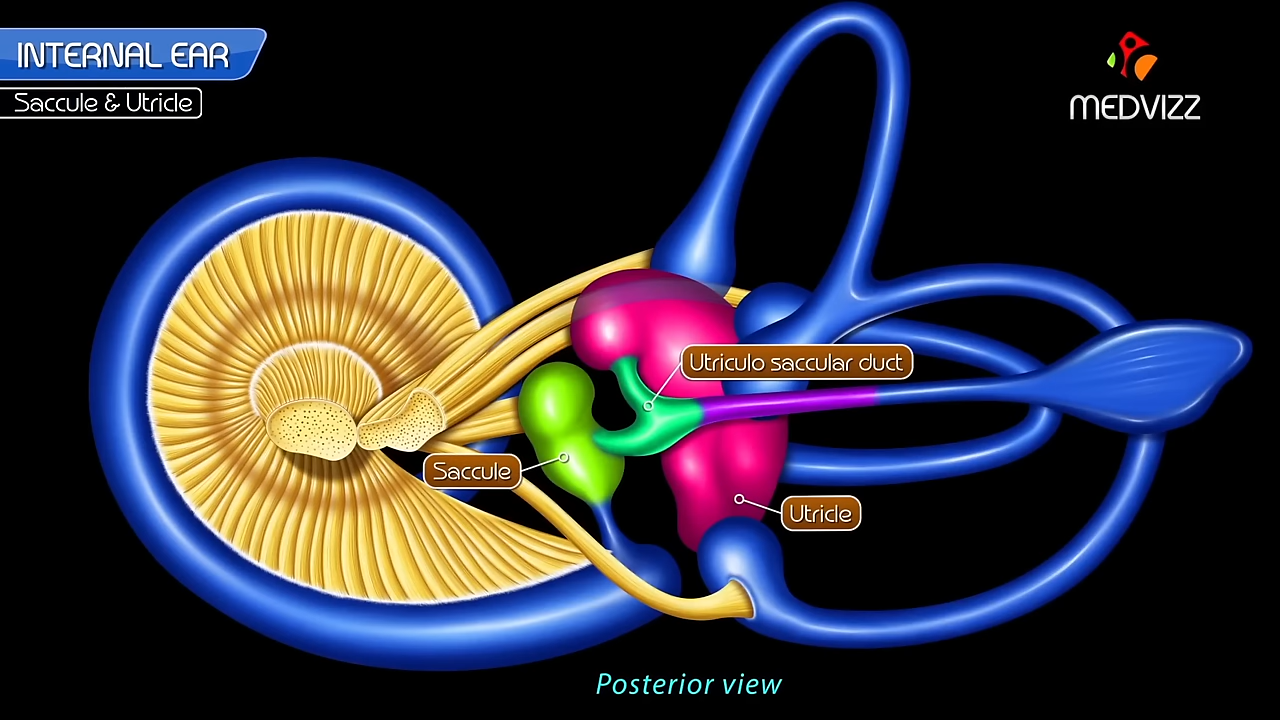 INTERNAL EAR
Saccule & Utricle
MEDVIZZ
Utriculo saccular duct
Saccule
Utricle
Posterior view